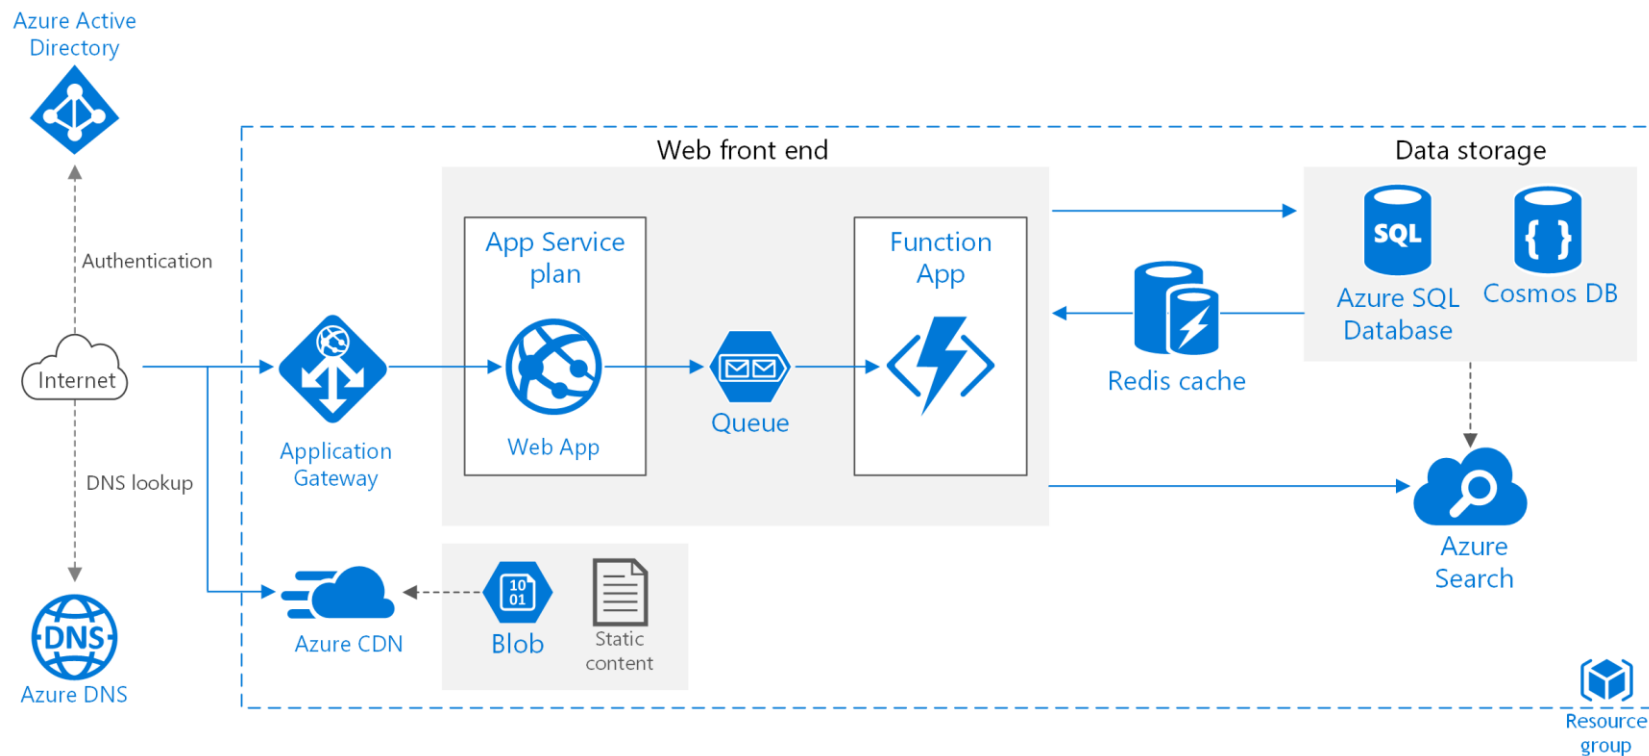 Azure Active
Directory
Web front end
Data storage
App Service
plan
Function
App
SQL
{ }
Authentication
Azure SQL
Database
Cosmos DB
Internet
Redis cache
Queue
Web App
Application
Gateway
DNS lookup
Azure
Search
10
01
DNS
Azure CDN
Blob
Static
content
Azure DNS
Resource
group